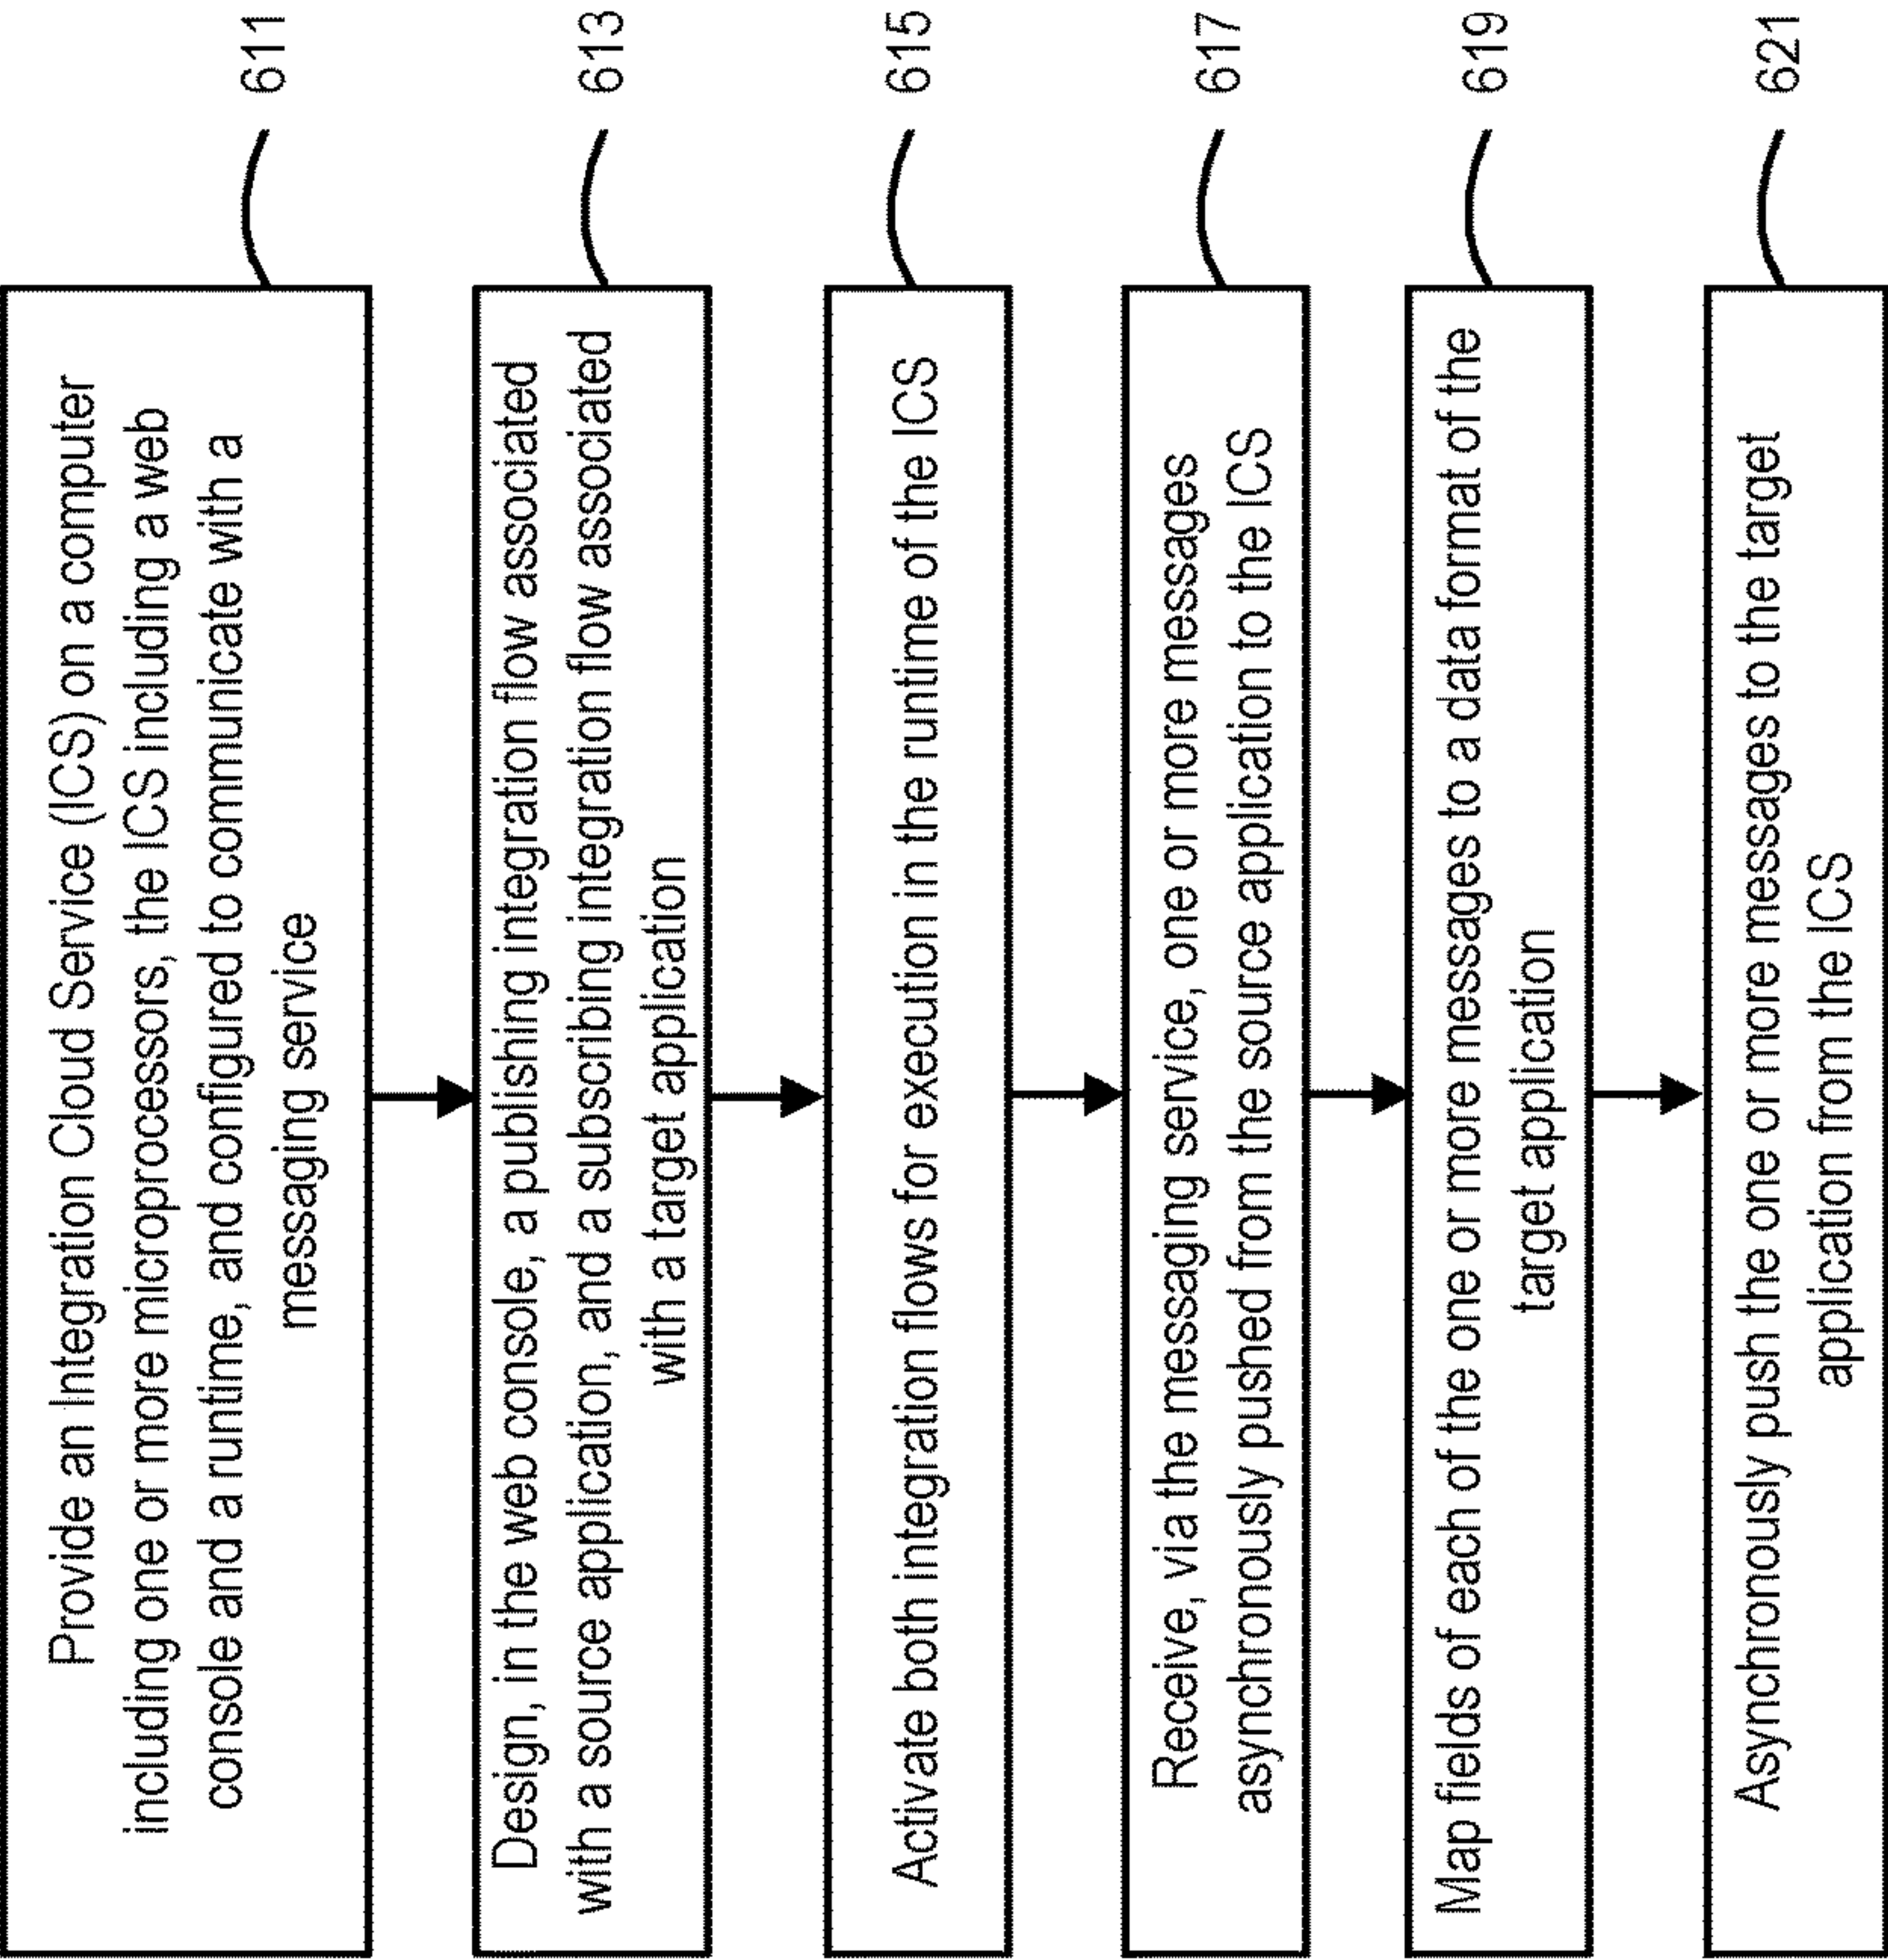 Provide an Integration Cloud Service (ICS) on a computer
including one or more microprocessors, the ICS including a web
console and a runtime, and configured to communicate with a
messaging service
611
Design, in the web console, a publishing integration flow associated
with a source application, and a subscribing integration flow associated
with a target application
613
Activate both integration flows for execution in the runtime of the ICS
615
Receive, via the messaging service, one or more messages
asynchronously pushed from the source application to the ICS
617
Map fields of each of the one or more messages to a data format of the
target application
619
Asynchronously push the one or more messages to the target
application from the ICS
621